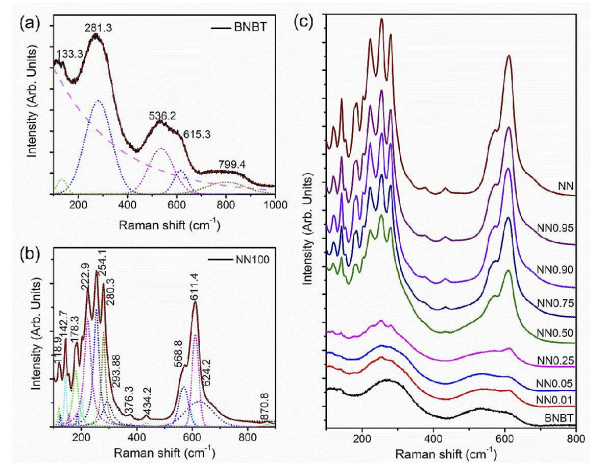 (a)
BNBT
133.3
281.3
536.2
615.3
799.4
Intensity (Arb. Units)
200 400 600 800 1000
Raman shift (cm-1)
(b)
NN100
118.9
142.7
178.3
222.9
254.1
280.3
293.88
376.3
434.2
568.8
611.4
624.2
870.8
Intensity (Arb. Units)
200 400 600 800
Raman shift (cm-1)
(c)
NN
NN0.95
NN0.90
NN0.75
NN0.50
NN0.25
NN0.05
NN0.01
BNBT
Intensity (Arb. Units)
200 400 600 800
Raman shift (cm-1)